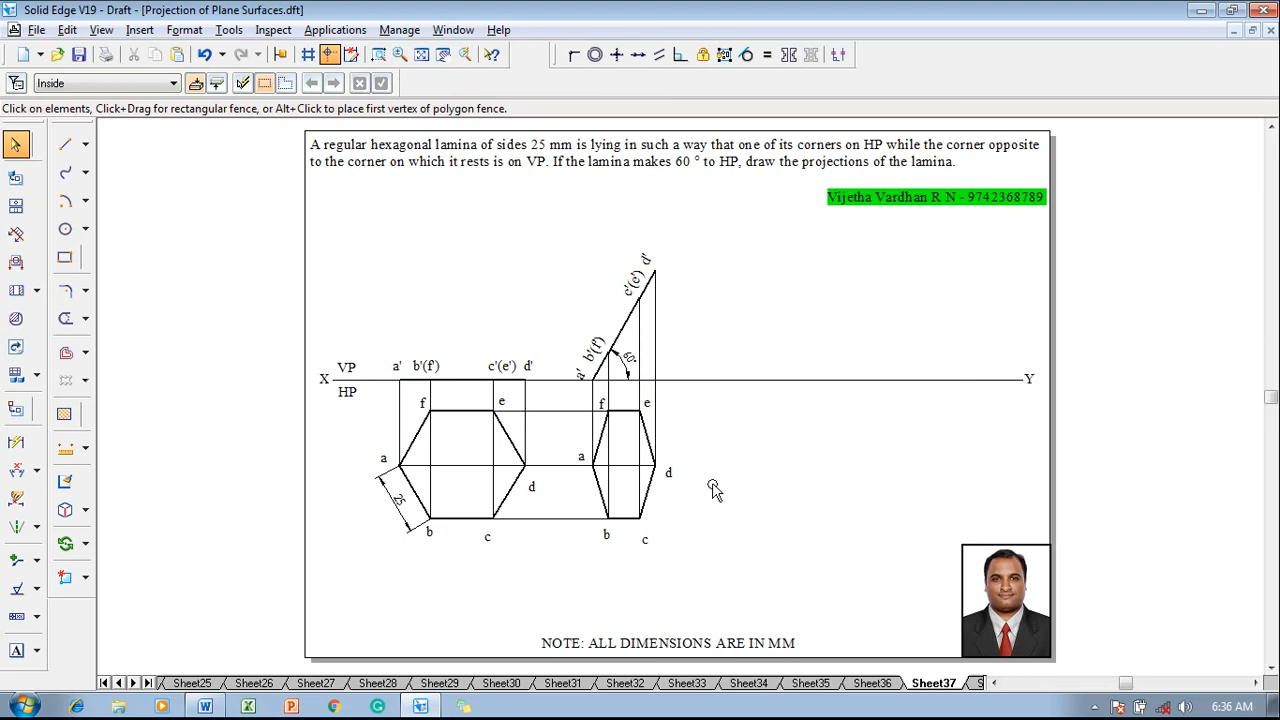 Solid Edge V19 - Draft - [Projection of Plane Surfaces.dft]
File Edit View Insert Format Tools Inspect Applications Manage Window Help
Inside
Click on elements, Click+Drag for rectangular fence, or Alt+Click to place first vertex of polygon fence.
A regular hexagonal lamina of sides 25 mm is lying in such a way that one of its corners on HP while the corner opposite
to the corner on which it rests is on VP. If the lamina makes 60 ° to HP, draw the projections of the lamina.
Vijetha Vardhan R N - 9742368789
d'
c'(e')
b'(f')
a'
60°
VP
a' b'(f') c'(e') d'
X Y
HP
f e f e
a a
d d
25
b c b c
NOTE: ALL DIMENSIONS ARE IN MM
Sheet25 Sheet26 Sheet27 Sheet28 Sheet29 Sheet30 Sheet31 Sheet32 Sheet33 Sheet34 Sheet35 Sheet36 Sheet37 S
6:36 AM